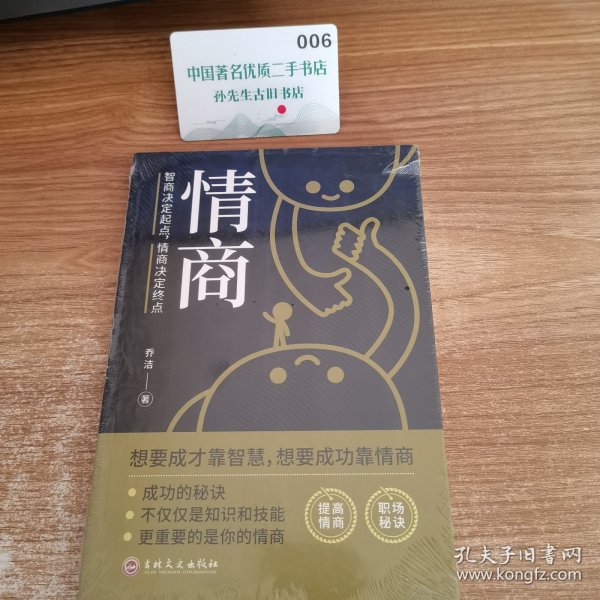 006
中国著名优质二手书店
孙先生古旧书店
情商
智商决定起点，情商决定终点
乔洁
著
想要成才靠智慧，想要成功靠情商
成功的秘诀
不仅仅是知识和技能
更重要的是你的情商
提高
情商
职场
秘诀
吉林文史出版社
JILIN WENSHI CHUBANSHE
孔夫子旧书网
www.kongfz.com